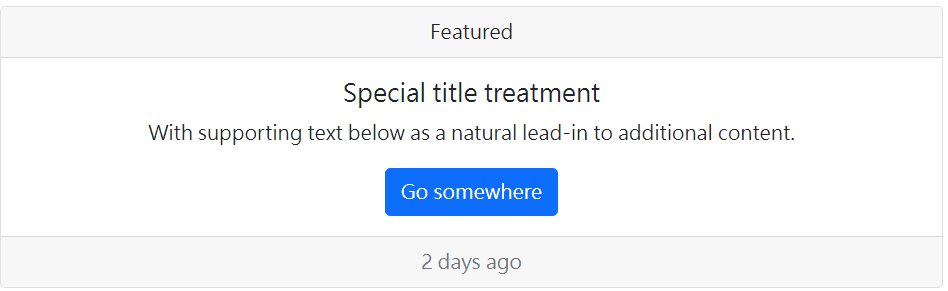 Featured
Special title treatment
With supporting text below as a natural lead-in to additional content.
Go somewhere
2 days ago